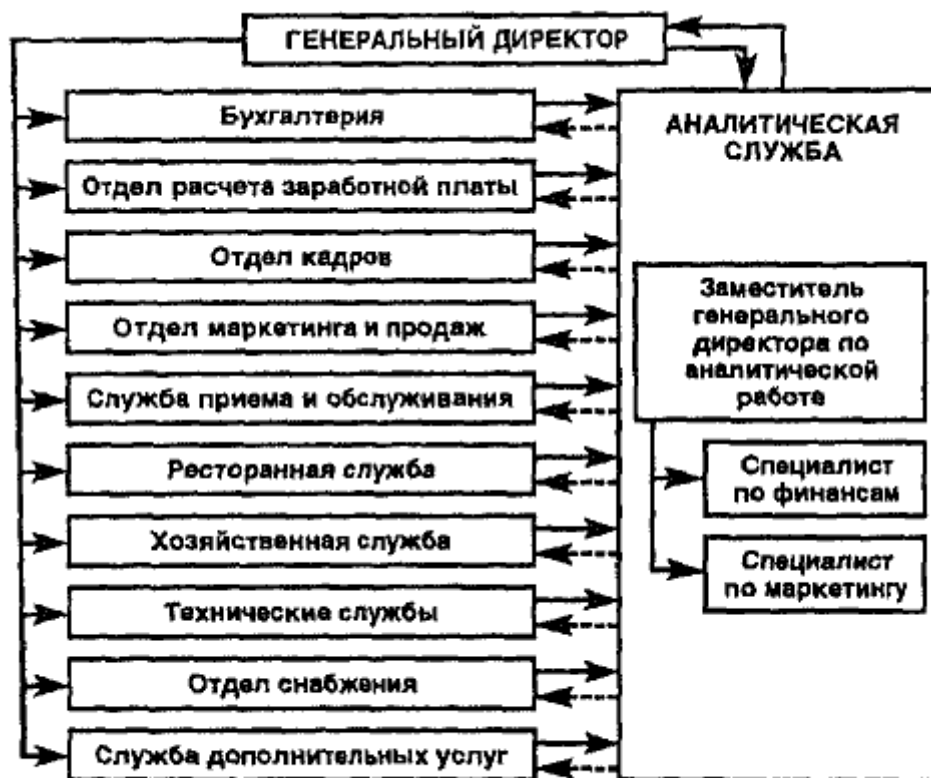 ГЕНЕРАЛЬНЫЙ ДИРЕКТОР
Бухгалтерия
Отдел расчета заработной платы
Отдел кадров
Отдел маркетинга и продаж
Служба приема и обслуживания
Ресторанная служба
Хозяйственная служба
Технические службы
Отдел снабжения
Служба дополнительных услуг
АНАЛИТИЧЕСКАЯ
СЛУЖБА
Заместитель
генерального
директора по
аналитической
работе
Специалист
по финансам
Специалист
по маркетингу